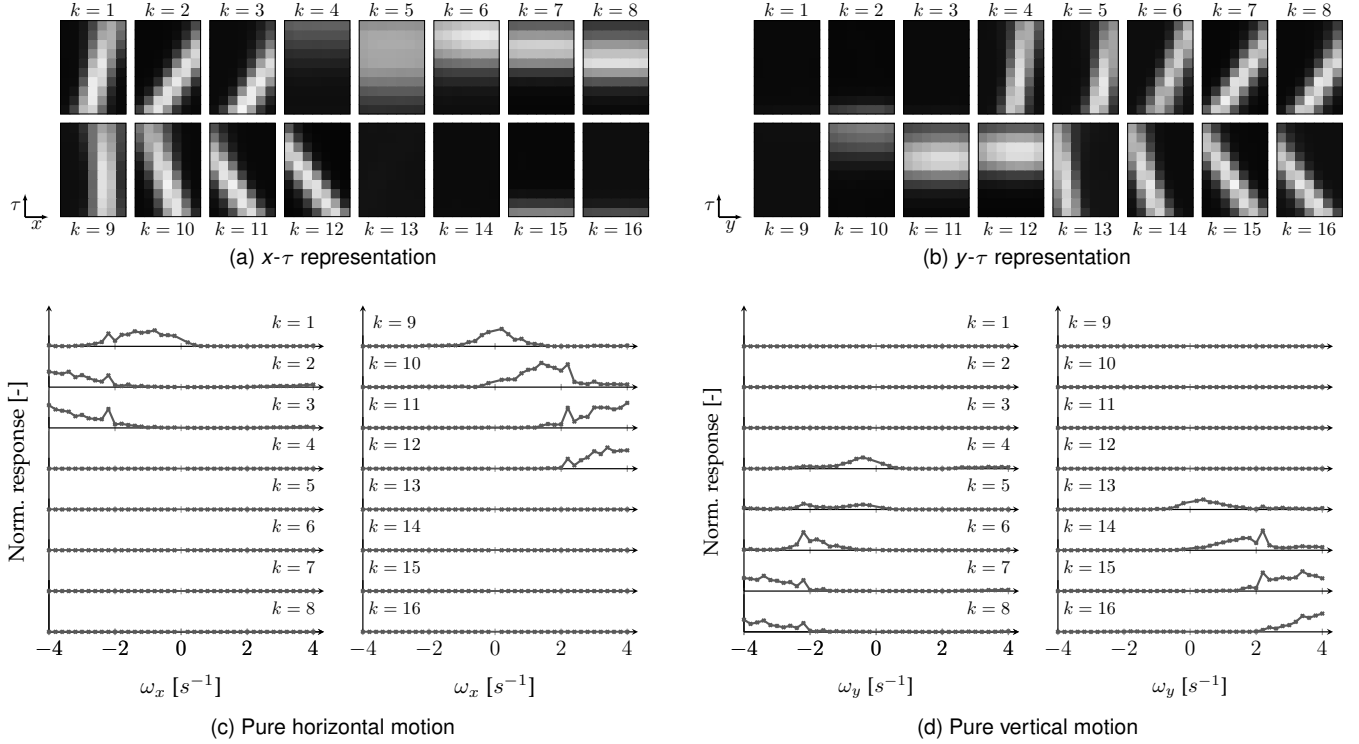 k = 1 k = 2 k = 3 k = 4 k = 5 k = 6 k = 7 k = 8
τ x
k = 9 k = 10 k = 11 k = 12 k = 13 k = 14 k = 15 k = 16
(a) x-τ representation
k = 1 k = 2 k = 3 k = 4 k = 5 k = 6 k = 7 k = 8
τ y
k = 9 k = 10 k = 11 k = 12 k = 13 k = 14 k = 15 k = 16
(b) y-τ representation
Norm. response [-]
k = 1
k = 2
k = 3
k = 4
k = 5
k = 6
k = 7
k = 8
−4 −2 0 2 4
ω_x [s⁻¹]
k = 9
k = 10
k = 11
k = 12
k = 13
k = 14
k = 15
k = 16
−4 −2 0 2 4
ω_x [s⁻¹]
(c) Pure horizontal motion
Norm. response [-]
k = 1
k = 2
k = 3
k = 4
k = 5
k = 6
k = 7
k = 8
−4 −2 0 2 4
ω_y [s⁻¹]
k = 9
k = 10
k = 11
k = 12
k = 13
k = 14
k = 15
k = 16
−4 −2 0 2 4
ω_y [s⁻¹]
(d) Pure vertical motion